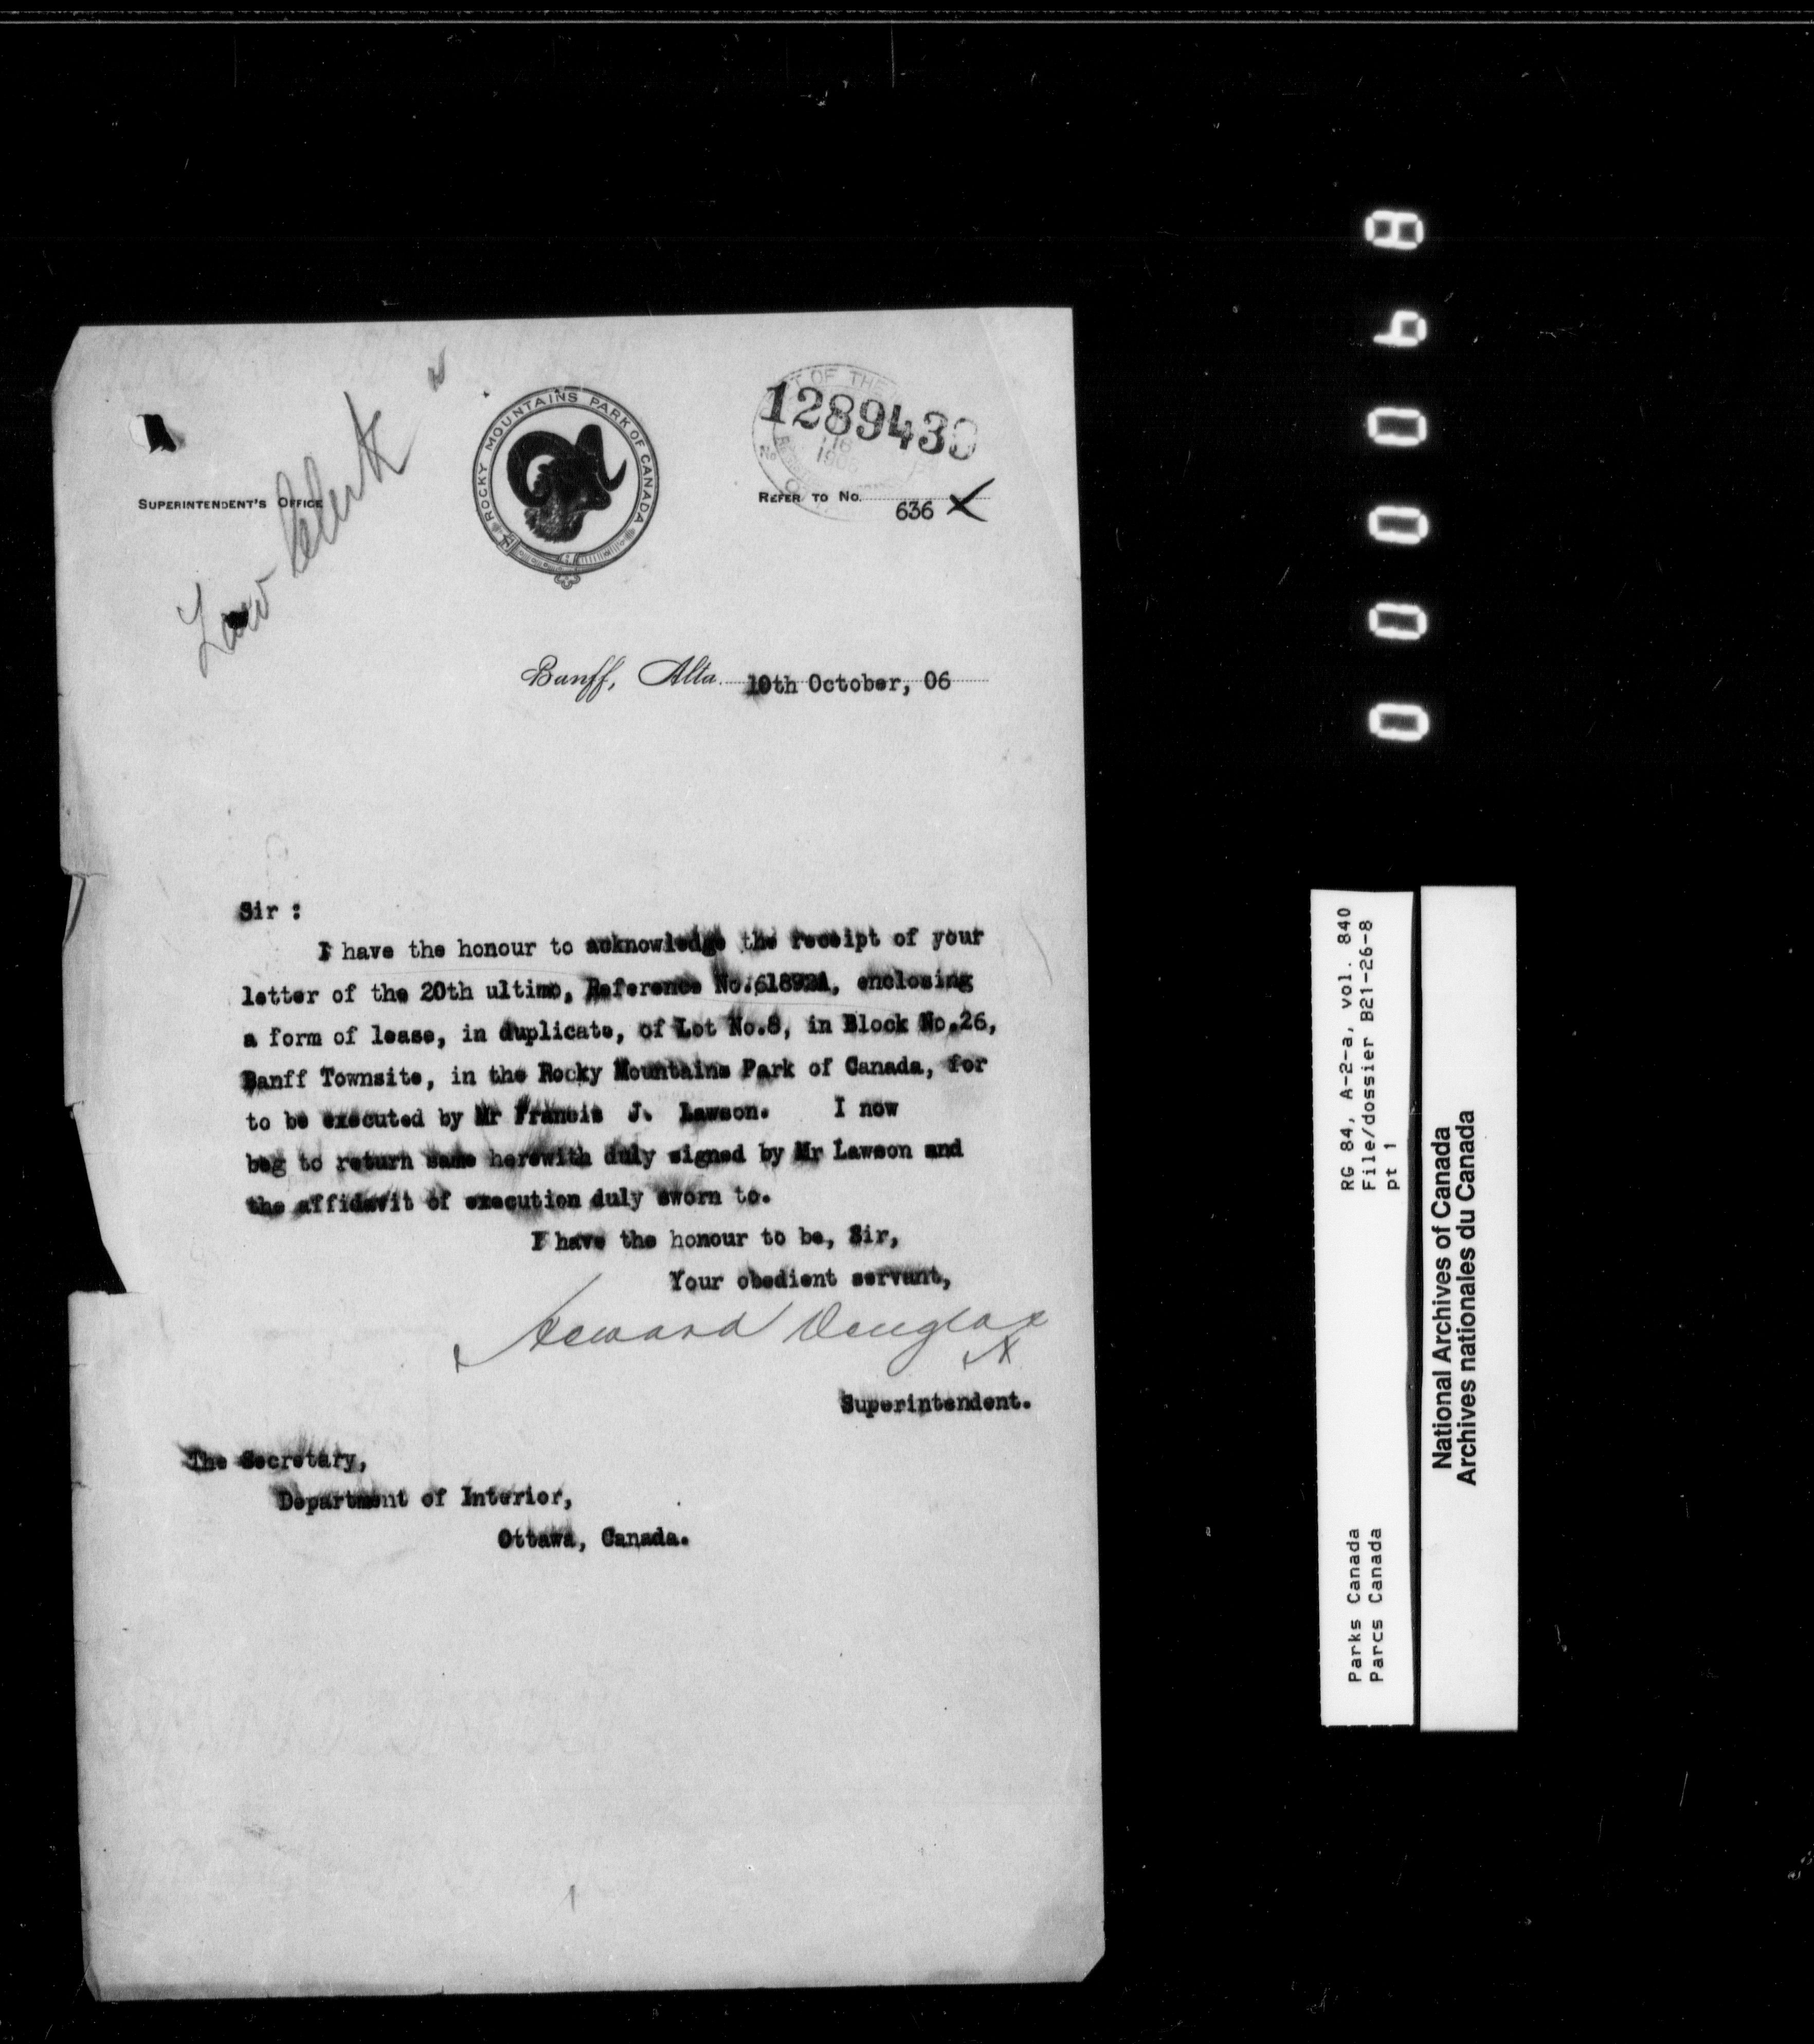 Law Clerk
SUPERINTENDENT'S OFFICE
ROCKY MOUNTAINS PARK OF CANADA
T OF THE
1289439
1906
No
REFER TO No. 636
Banff, Alta. 10th October, 06
Sir :
I have the honour to acknowledge the receipt of your
letter of the 20th ultimo, Reference No.618921, enclosing
a form of lease, in duplicate, of Lot No.8, in Block No.26,
Banff Townsite, in the Rocky Mountains Park of Canada, for
to be executed by Mr Francis J. Lawson. I now
beg to return same herewith duly signed by Mr Lawson and
the affidavit of execution duly sworn to.
I have the honour to be, Sir,
Your obedient servant,
Howard Douglas
Superintendent.
The Secretary,
Department of Interior,
Ottawa, Canada.
000098
RG 84, A-2-a, vol. 840
File/dossier B21-26-8
pt 1
Parks Canada
Parcs Canada
National Archives of Canada
Archives nationales du Canada